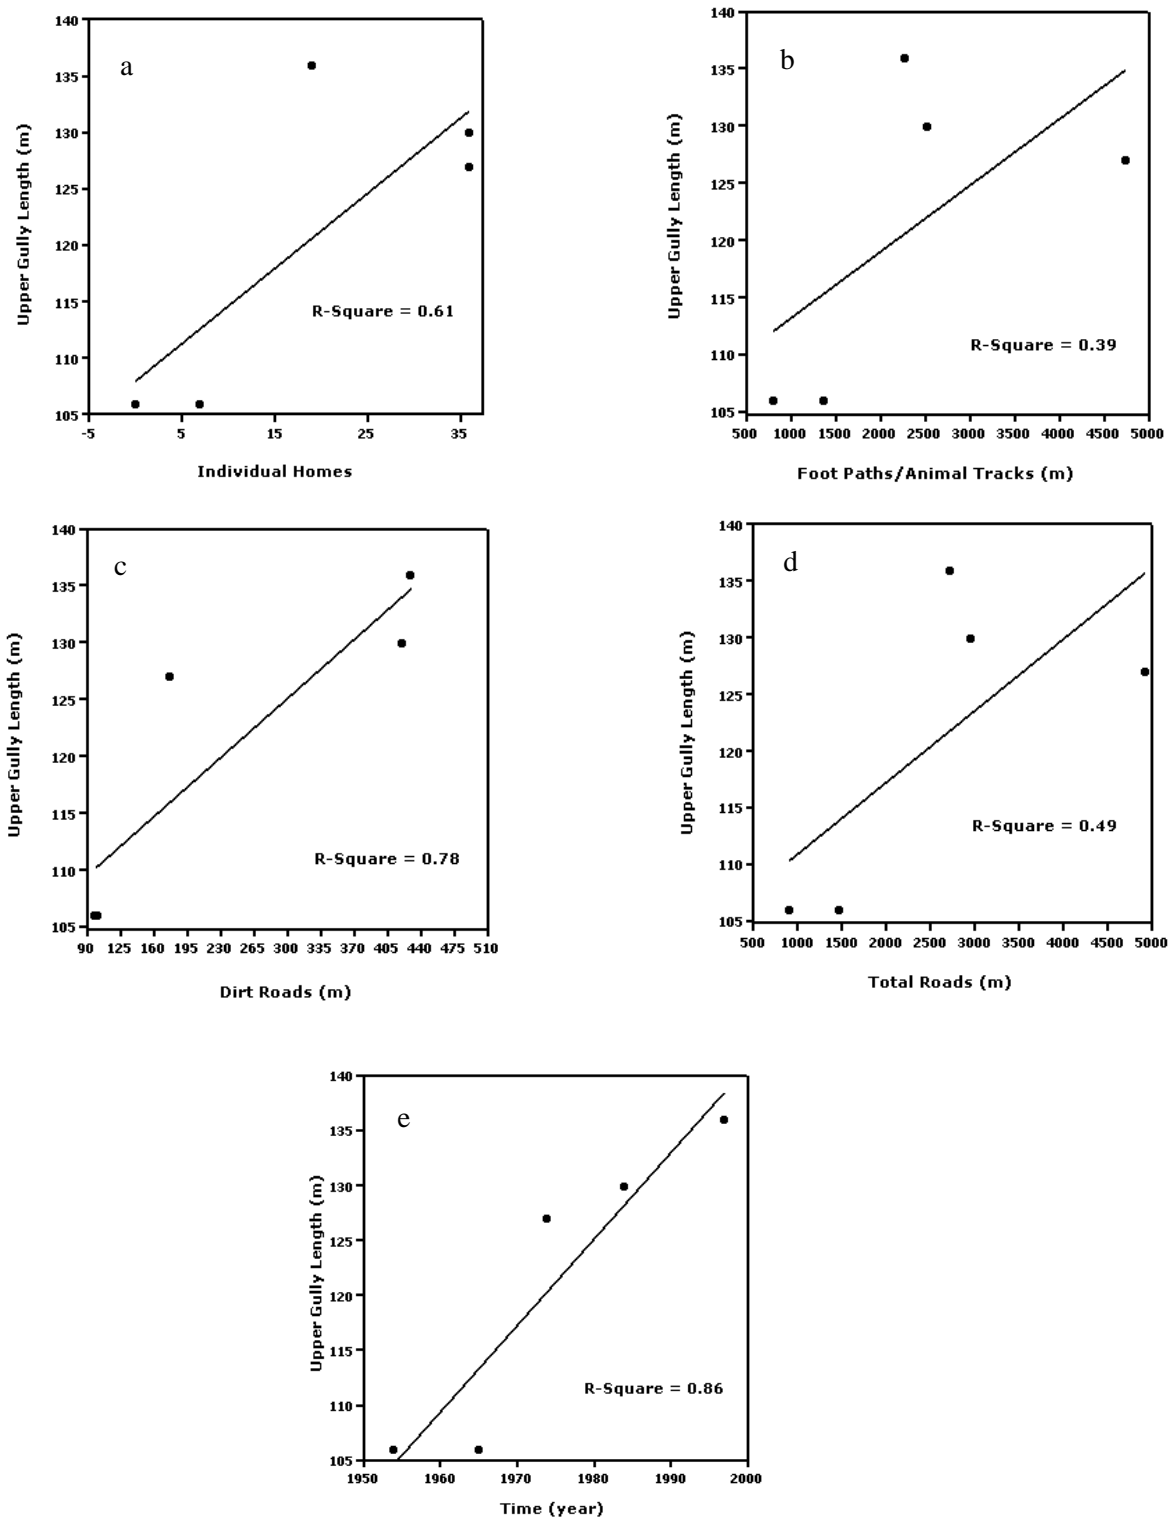 a
140
135
130
125
120
115
110
105
Upper Gully Length (m)
R-Square = 0.61
-5 5 15 25 35
Individual Homes
b
140
135
130
125
120
115
110
105
Upper Gully Length (m)
R-Square = 0.39
500 1000 1500 2000 2500 3000 3500 4000 4500 5000
Foot Paths/Animal Tracks (m)
c
140
135
130
125
120
115
110
105
Upper Gully Length (m)
R-Square = 0.78
90 125 160 195 230 265 300 335 370 405 440 475 510
Dirt Roads (m)
d
140
135
130
125
120
115
110
105
Upper Gully Length (m)
R-Square = 0.49
500 1000 1500 2000 2500 3000 3500 4000 4500 5000
Total Roads (m)
e
140
135
130
125
120
115
110
105
Upper Gully Length (m)
R-Square = 0.86
1950 1960 1970 1980 1990 2000
Time (year)